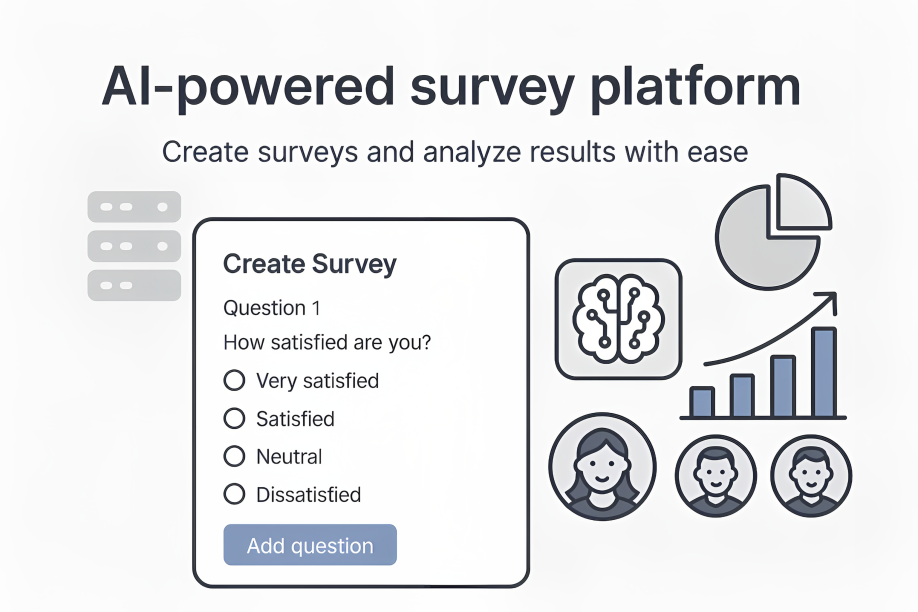 AI-powered survey platform
Create surveys and analyze results with ease
Create Survey
Question 1
How satisfied are you?
Very satisfied
Satisfied
Neutral
Dissatisfied
Add question